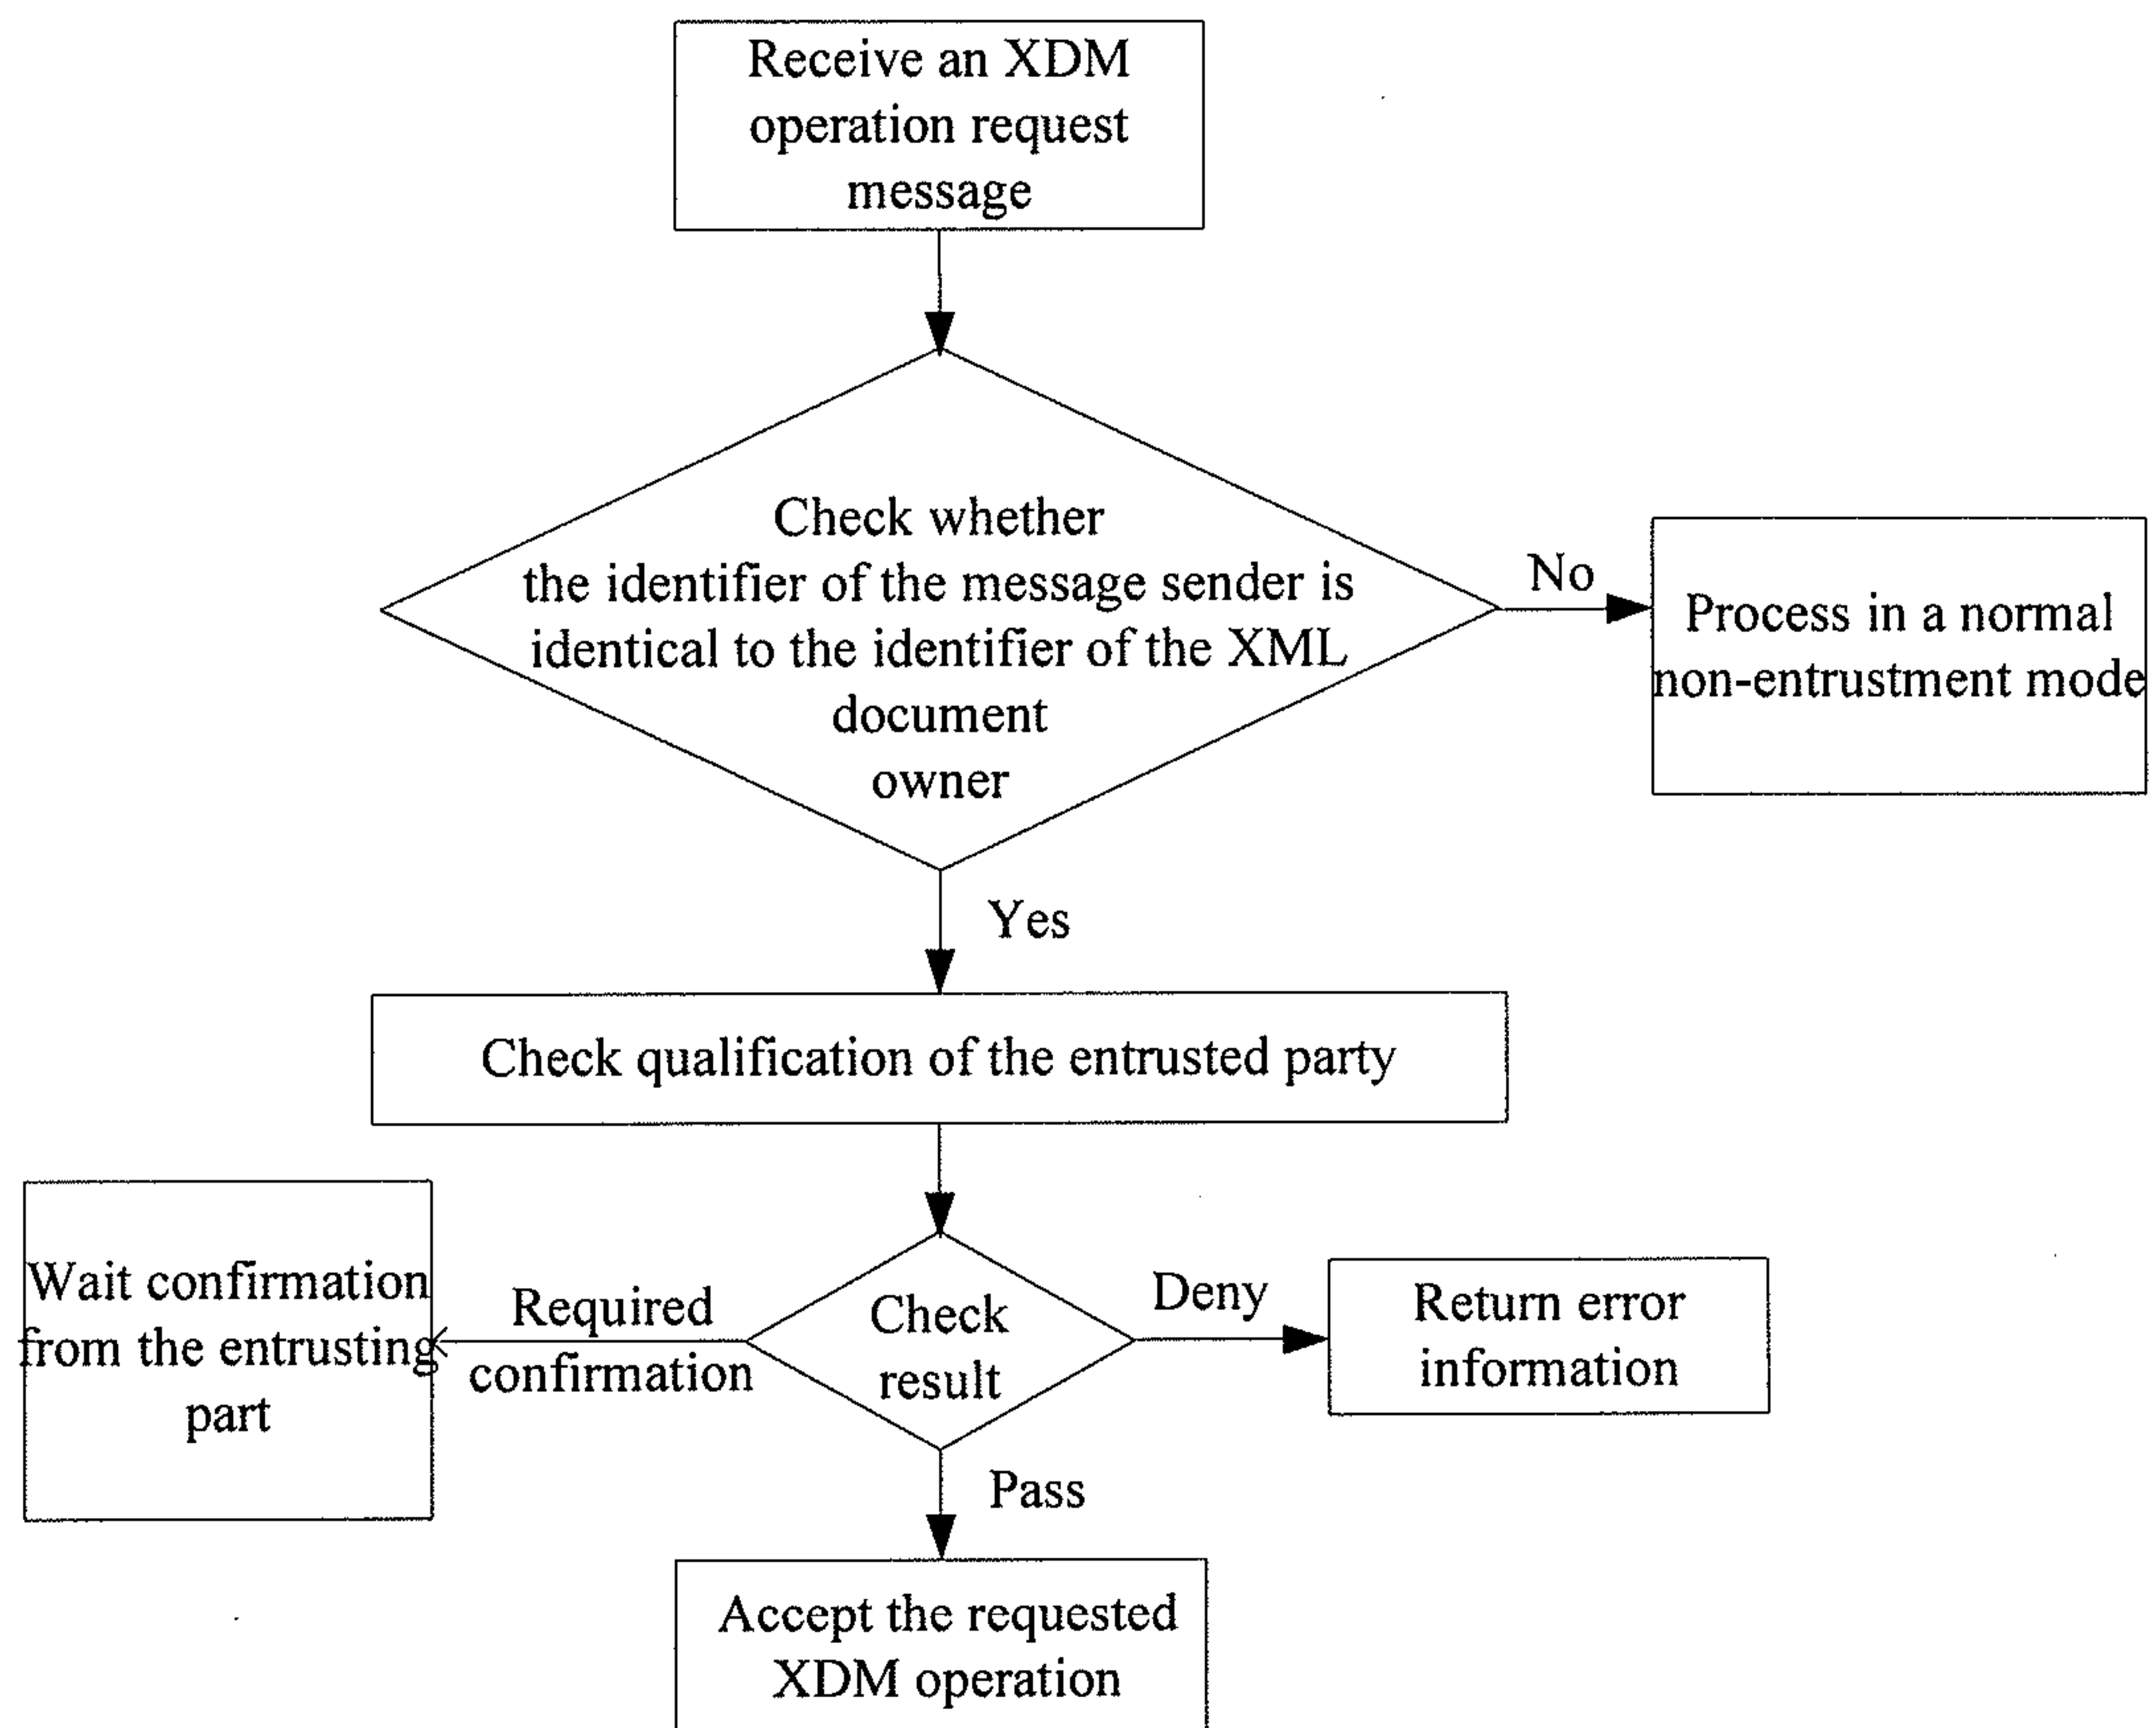 Receive an XDM
operation request
message
Check whether
the identifier of the message sender is
identical to the identifier of the XML
document
owner
No
Process in a normal
non-entrustment mode
Yes
Check qualification of the entrusted party
Wait confirmation
from the entrusting
part
Required
confirmation
Check
result
Deny
Return error
information
Pass
Accept the requested
XDM operation